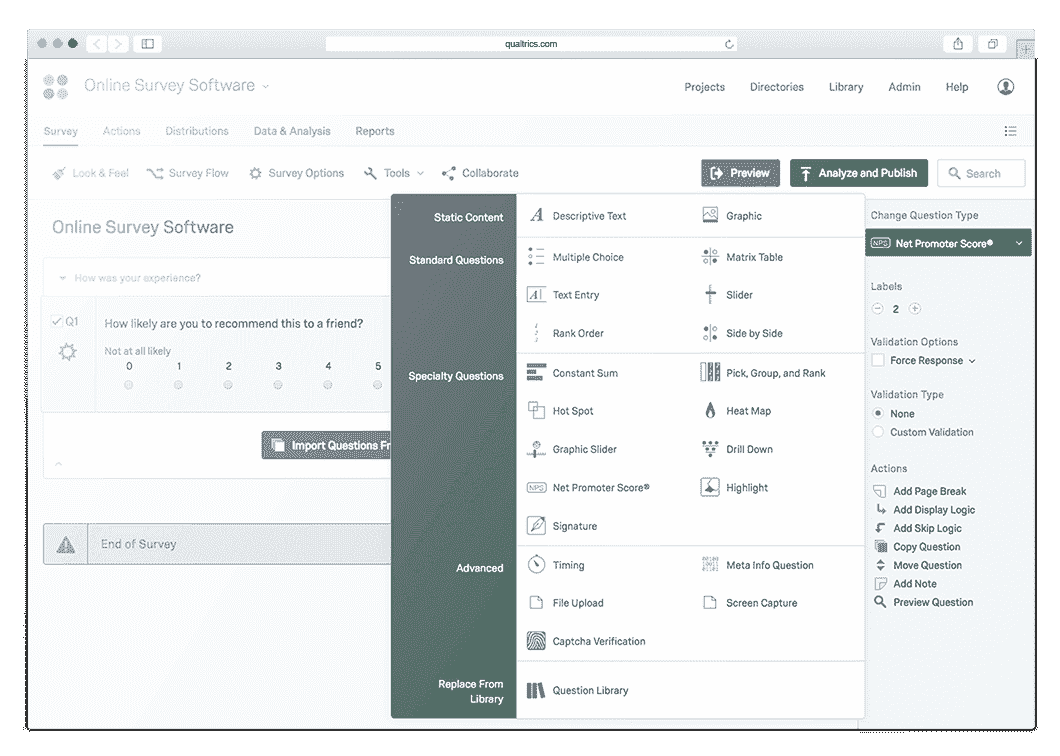 qualtrics.com
Online Survey Software
Projects Directories Library Admin Help
Survey Actions Distributions Data & Analysis Reports
Look & Feel Survey Flow Survey Options Tools Collaborate Preview Analyze and Publish Search
Online Survey Software
How was your experience?
Q1 How likely are you to recommend this to a friend?
Not at all likely
0 1 2 3 4 5
Import Questions Fr
End of Survey
Static Content
Descriptive Text Graphic
Standard Questions
Multiple Choice Matrix Table
Text Entry Slider
Rank Order Side by Side
Specialty Questions
Constant Sum Pick, Group, and Rank
Hot Spot Heat Map
Graphic Slider Drill Down
NPS Net Promoter Score® Highlight
Signature
Advanced
Timing Meta Info Question
File Upload Screen Capture
Captcha Verification
Replace From
Library
Question Library
Change Question Type
NPS Net Promoter Score®
Labels
2
Validation Options
Force Response
Validation Type
None
Custom Validation
Actions
Add Page Break
Add Display Logic
Add Skip Logic
Copy Question
Move Question
Add Note
Preview Question